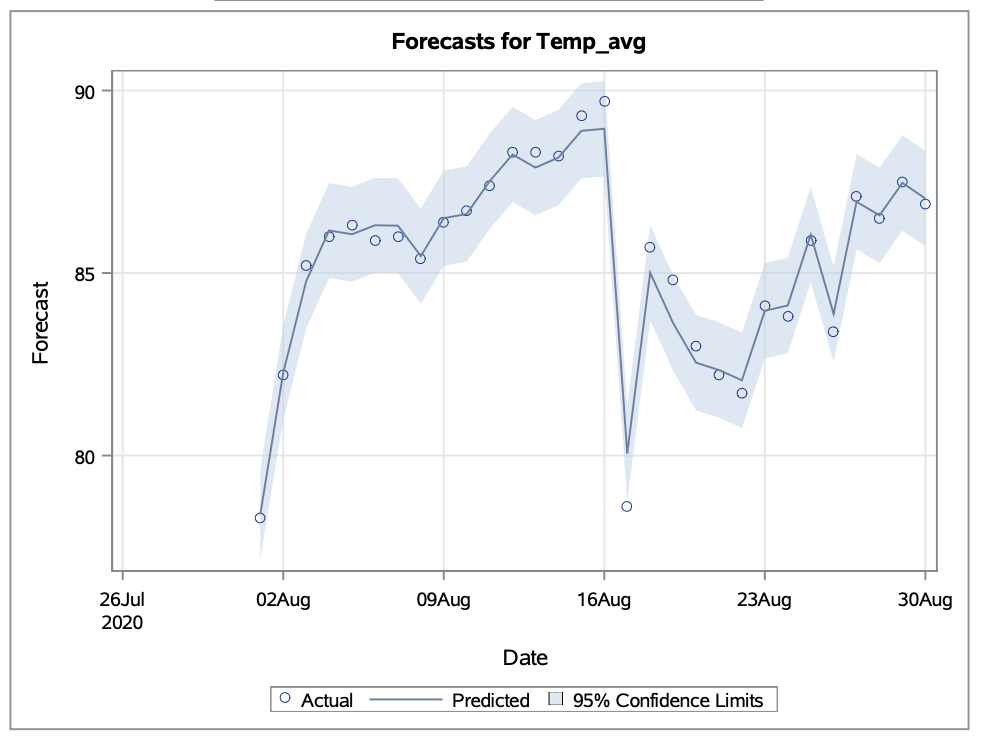 Forecasts for Temp_avg
90
85
80
Forecast
26Jul 02Aug 09Aug 16Aug 23Aug 30Aug
2020
Date
Actual Predicted 95% Confidence Limits